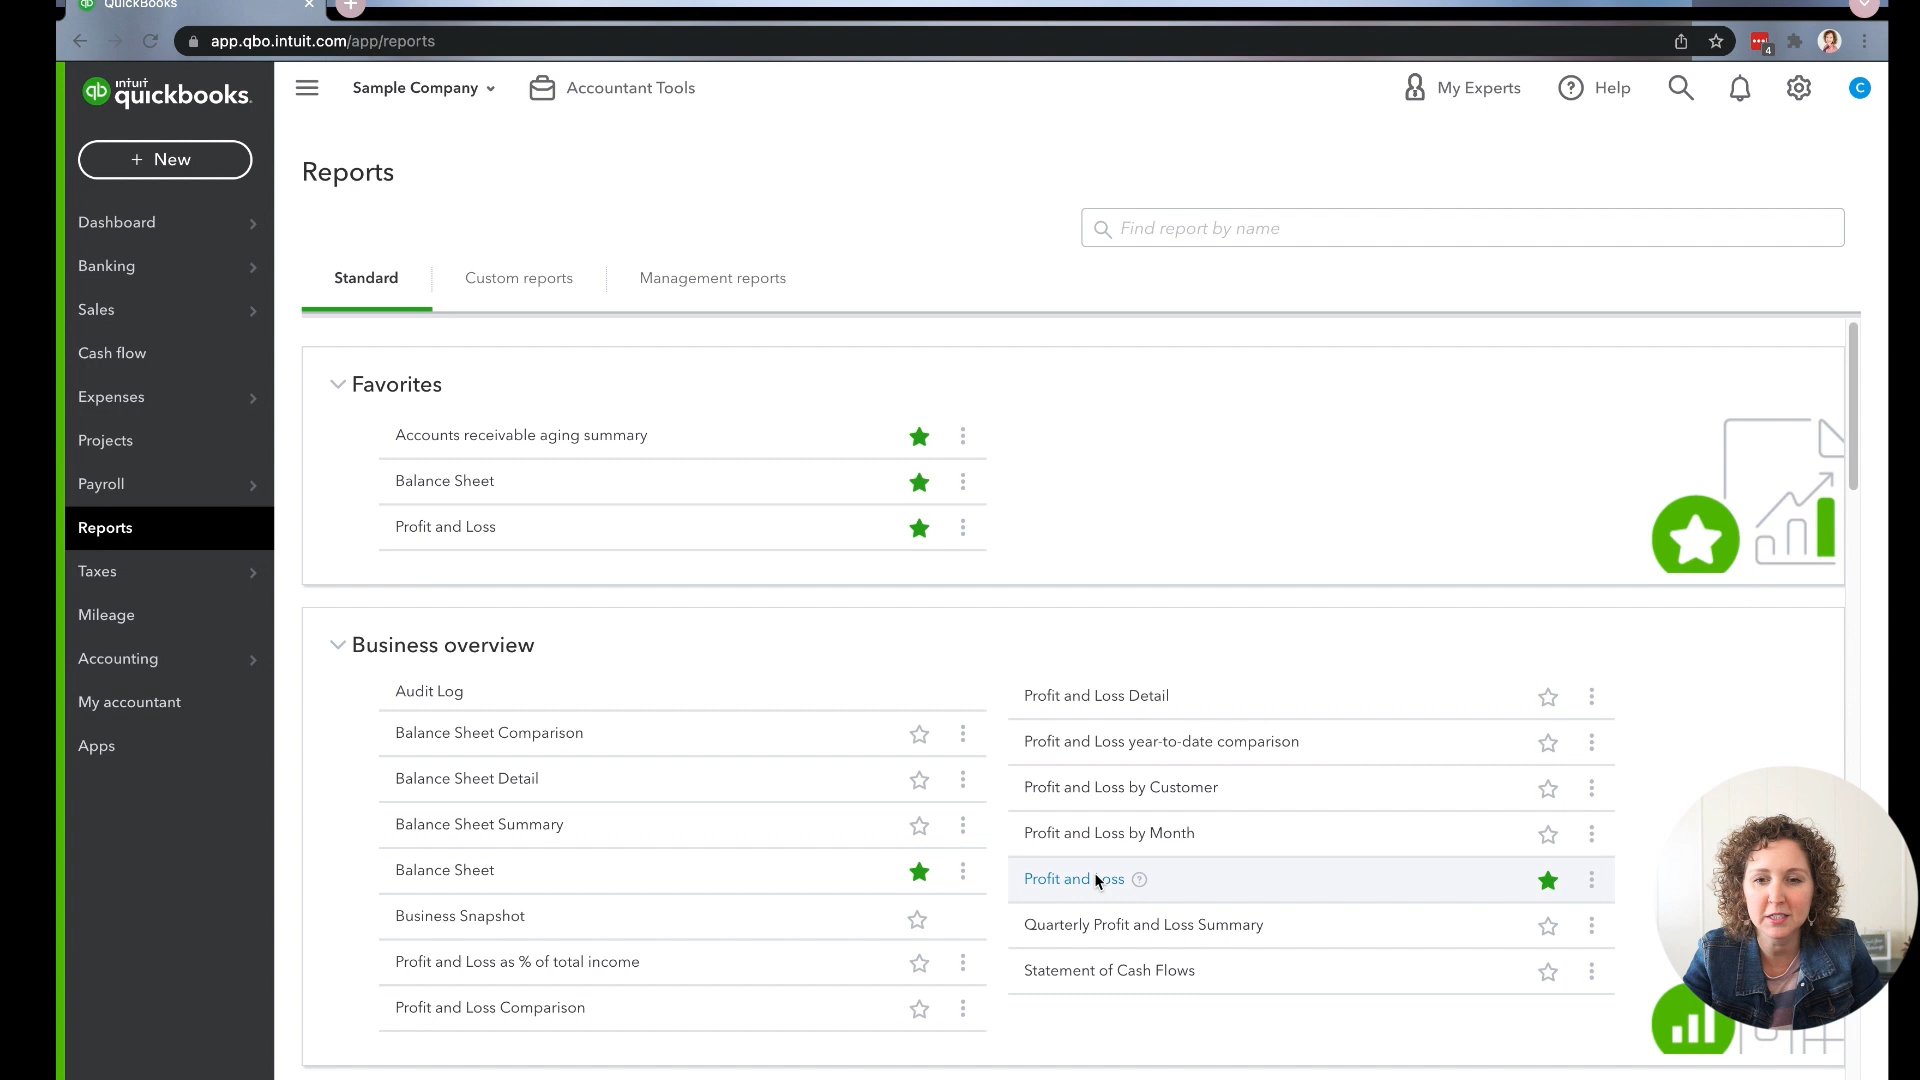 QuickBooks
app.qbo.intuit.com/app/reports
4
intuit
quickbooks.
Sample Company
Accountant Tools
My Experts
Help
C
+ New
Reports
Find report by name
Dashboard
Banking
Sales
Cash flow
Expenses
Projects
Payroll
Reports
Taxes
Mileage
Accounting
My accountant
Apps
Standard
Custom reports
Management reports
Favorites
Accounts receivable aging summary
Balance Sheet
Profit and Loss
Business overview
Audit Log
Balance Sheet Comparison
Balance Sheet Detail
Balance Sheet Summary
Balance Sheet
Business Snapshot
Profit and Loss as % of total income
Profit and Loss Comparison
Profit and Loss Detail
Profit and Loss year-to-date comparison
Profit and Loss by Customer
Profit and Loss by Month
Profit and Loss
Quarterly Profit and Loss Summary
Statement of Cash Flows